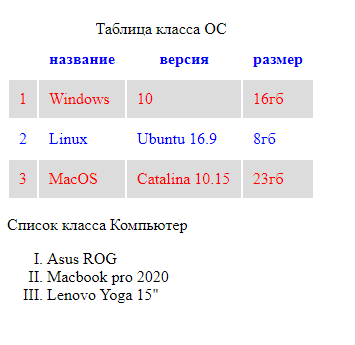 Таблица класса ОС
название версия размер
1 Windows 10 16гб
2 Linux Ubuntu 16.9 8гб
3 MacOS Catalina 10.15 23гб
Список класса Компьютер
I. Asus ROG
II. Macbook pro 2020
III. Lenovo Yoga 15"